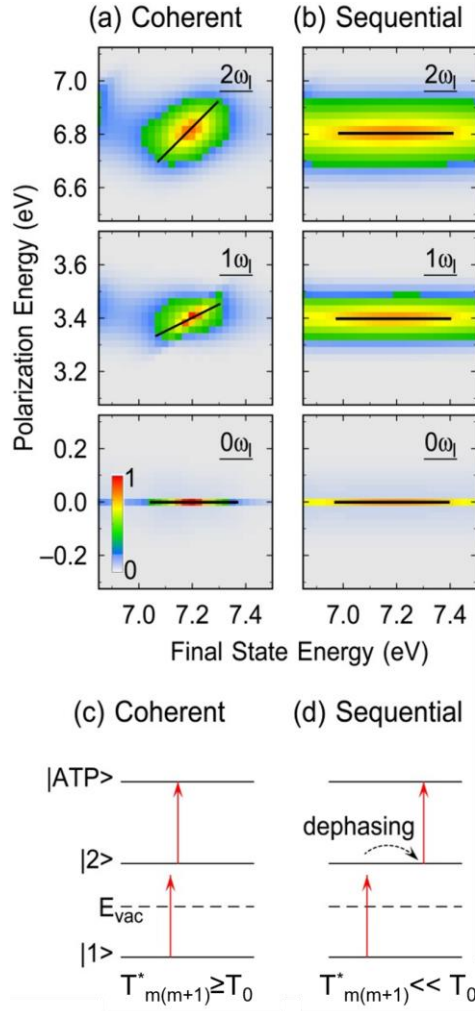 (a) Coherent (b) Sequential
2ωl 2ωl
7.0
6.8
6.6
1ωl 1ωl
3.6
3.4
3.2
0ωl 0ωl
0.2
0.0
−0.2
1
0
Polarization Energy (eV)
7.0 7.2 7.4 7.0 7.2 7.4
Final State Energy (eV)
(c) Coherent (d) Sequential
|ATP>
dephasing
|2>
Evac
|1>
T*m(m+1)≥T0 T*m(m+1)<< T0